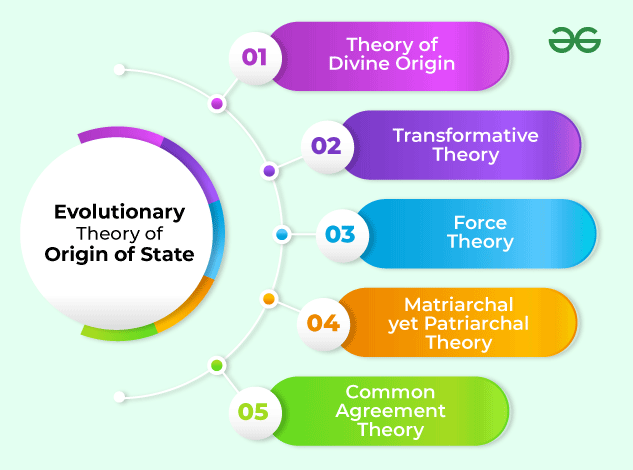 Evolutionary
Theory of
Origin of State
01
Theory of
Divine Origin
02
Transformative
Theory
03
Force
Theory
04
Matriarchal
yet Patriarchal
Theory
05
Common
Agreement
Theory